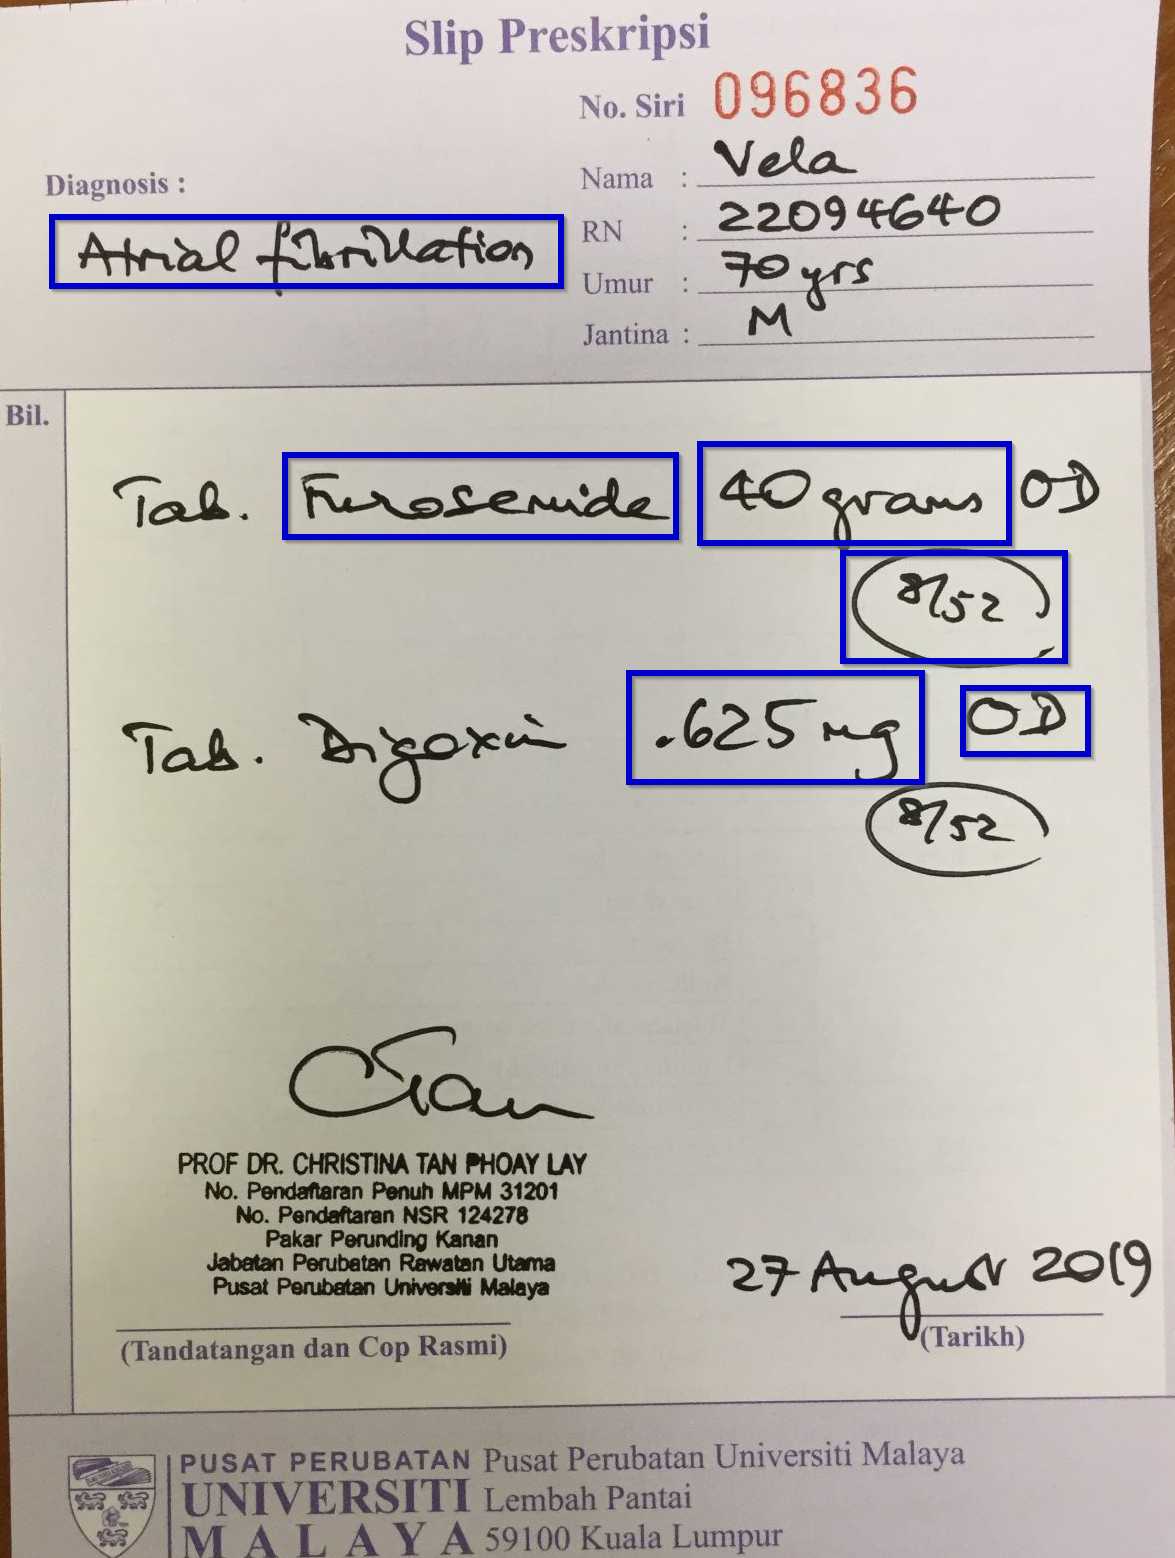 Slip Preskripsi
No. Siri 096836
Diagnosis :
Atrial fibrillation
Nama : Vela
RN : 22094640
Umur : 70 yrs
Jantina : M
Bil.
Tab. Furosemide 40 grams OD
8/52
Tab. Digoxin .625 mg OD
8/52
CTan
PROF DR. CHRISTINA TAN PHOAY LAY
No. Pendaftaran Penuh MPM 31201
No. Pendaftaran NSR 124278
Pakar Perunding Kanan
Jabatan Perubatan Rawatan Utama
Pusat Perubatan Universiti Malaya
(Tandatangan dan Cop Rasmi)
27 August 2019
(Tarikh)
PUSAT PERUBATAN
UNIVERSITI
MALAYA
Pusat Perubatan Universiti Malaya
Lembah Pantai
59100 Kuala Lumpur